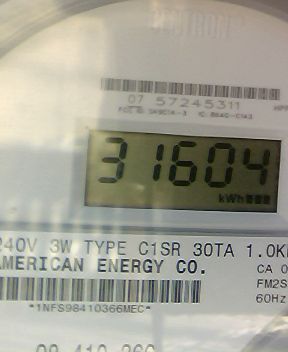 CENTRON
07 57245311
31604
kWh
240V 3W TYPE C1SR 30TA 1.0K
AMERICAN ENERGY CO.
CA 0
FM2S
60Hz
*1NFS98410366MEC*